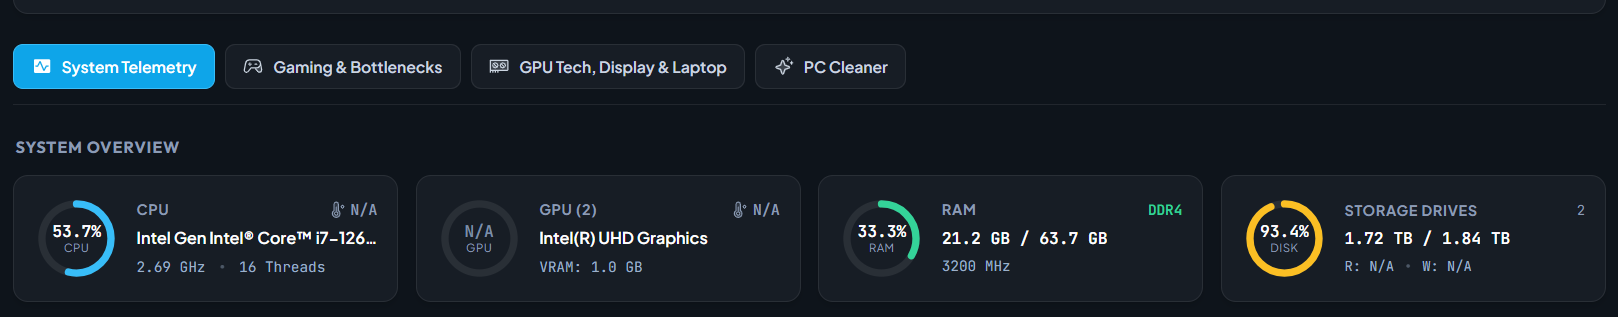 System Telemetry
Gaming & Bottlenecks
GPU Tech, Display & Laptop
PC Cleaner
SYSTEM OVERVIEW
53.7%
CPU
CPU
N/A
Intel Gen Intel® Core™ i7-126...
2.69 GHz • 16 Threads
N/A
GPU
GPU (2)
N/A
Intel(R) UHD Graphics
VRAM: 1.0 GB
33.3%
RAM
RAM
DDR4
21.2 GB / 63.7 GB
3200 MHz
93.4%
DISK
STORAGE DRIVES
2
1.72 TB / 1.84 TB
R: N/A • W: N/A